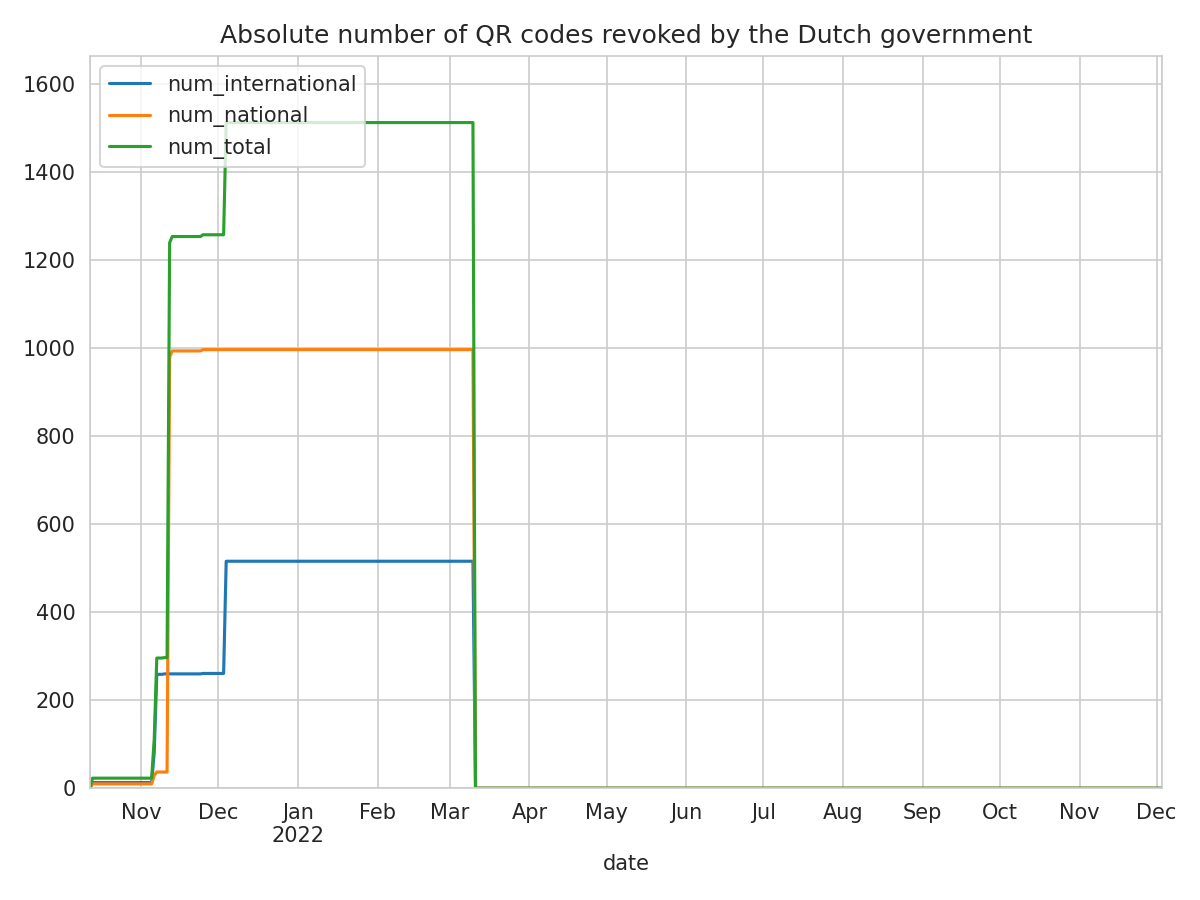 Absolute number of QR codes revoked by the Dutch government
num_international
num_national
num_total
1600
1400
1200
1000
800
600
400
200
0
Nov Dec Jan Feb Mar Apr May Jun Jul Aug Sep Oct Nov Dec
2022
date